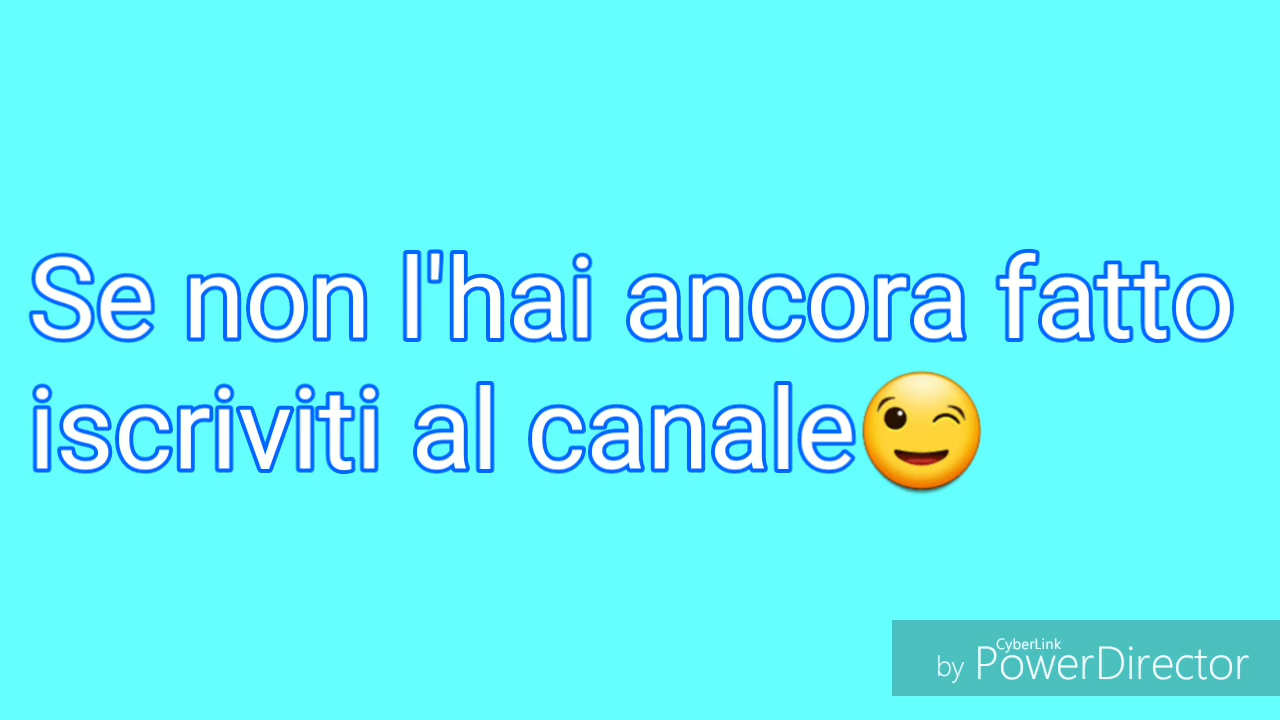 Se non l'hai ancora fatto
iscriviti al canale😉
by CyberLink PowerDirector